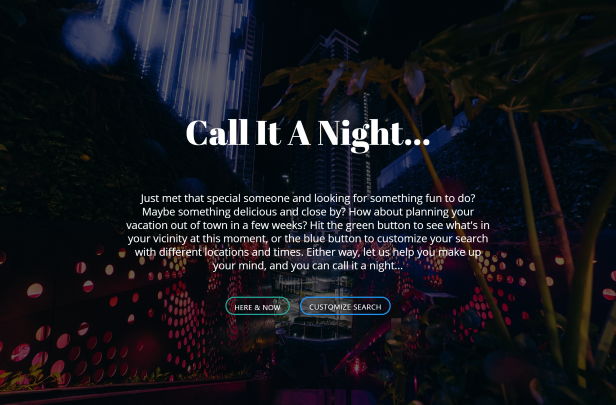 Call It A Night...
Just met that special someone and looking for something fun to do?
Maybe something delicious and close by? How about planning your
vacation out of town in a few weeks? Hit the green button to see what's in
your vicinity at this moment, or the blue button to customize your search
with different locations and times. Either way, let us help you make up
your mind, and you can call it a night...
HERE & NOW
CUSTOMIZE SEARCH